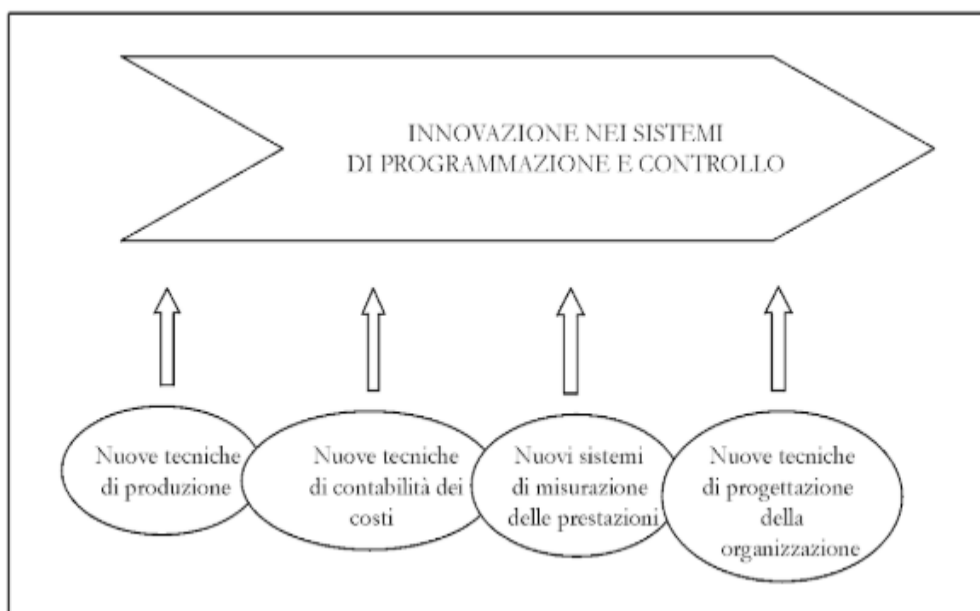 INNOVAZIONE NEI SISTEMI
DI PROGRAMMAZIONE E CONTROLLO
Nuove tecniche
di produzione
Nuove tecniche
di contabilità dei
costi
Nuovi sistemi
di misurazione
delle prestazioni
Nuove tecniche
di progettazione
della
organizzazione